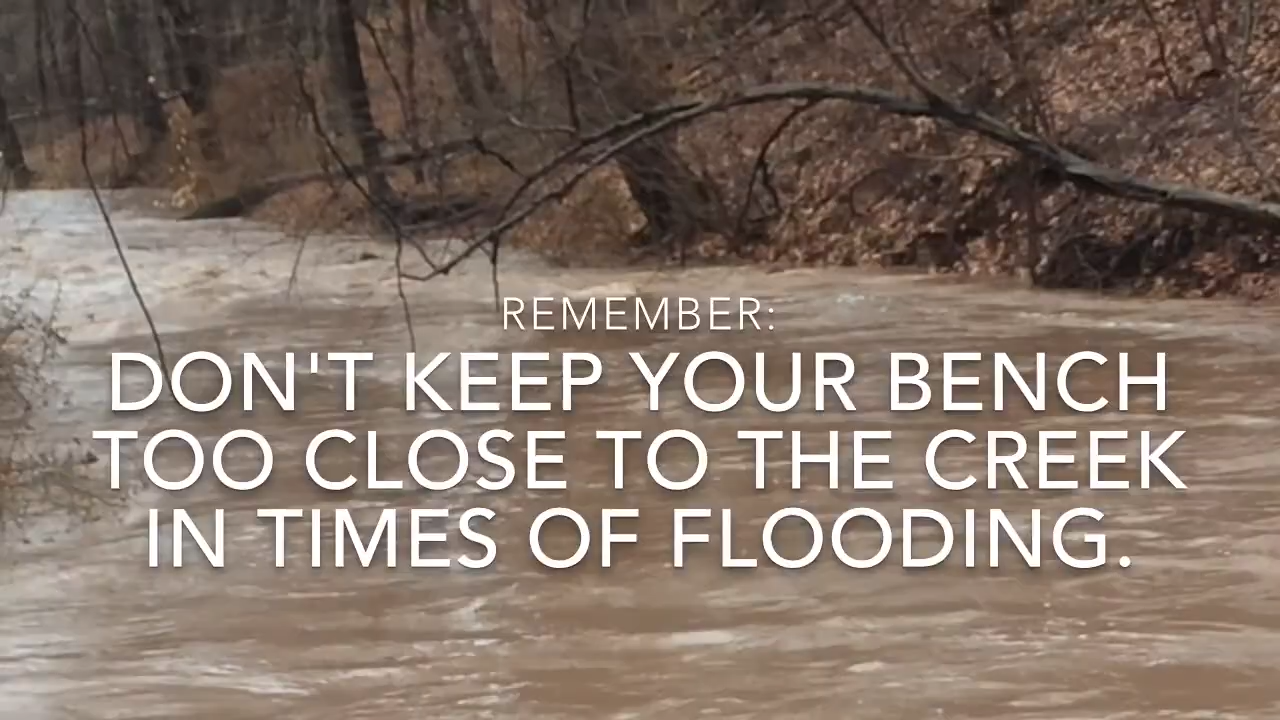 REMEMBER:
DON'T KEEP YOUR BENCH
TOO CLOSE TO THE CREEK
IN TIMES OF FLOODING.